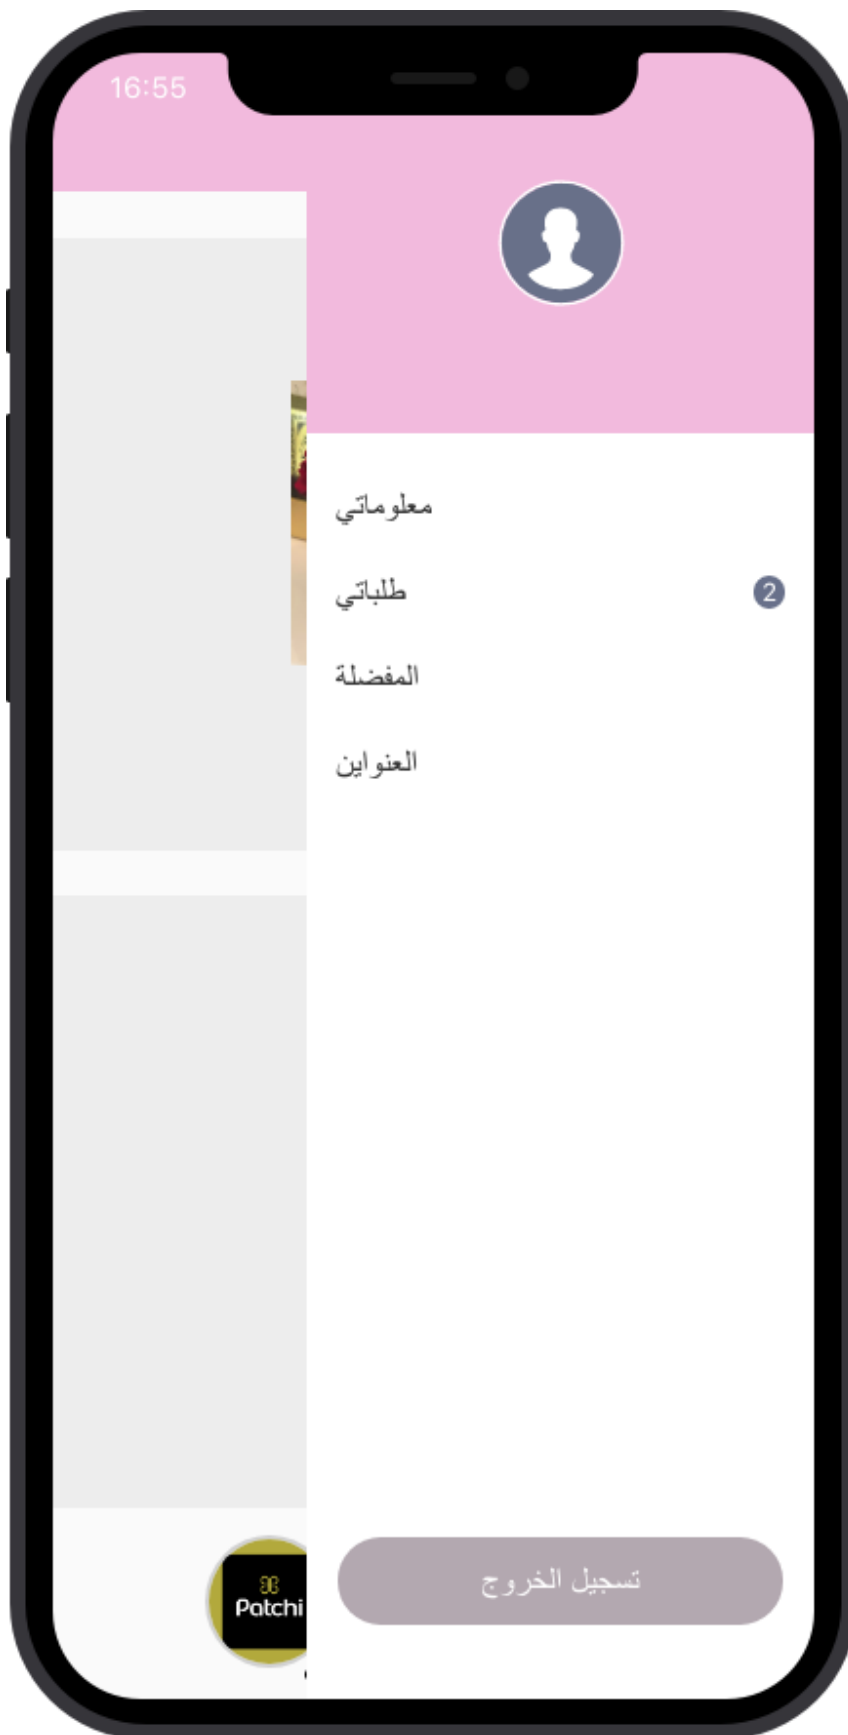 16:55
معلوماتي
طلباتي
2
المفضلة
العنواين
تسجيل الخروج
Patchi